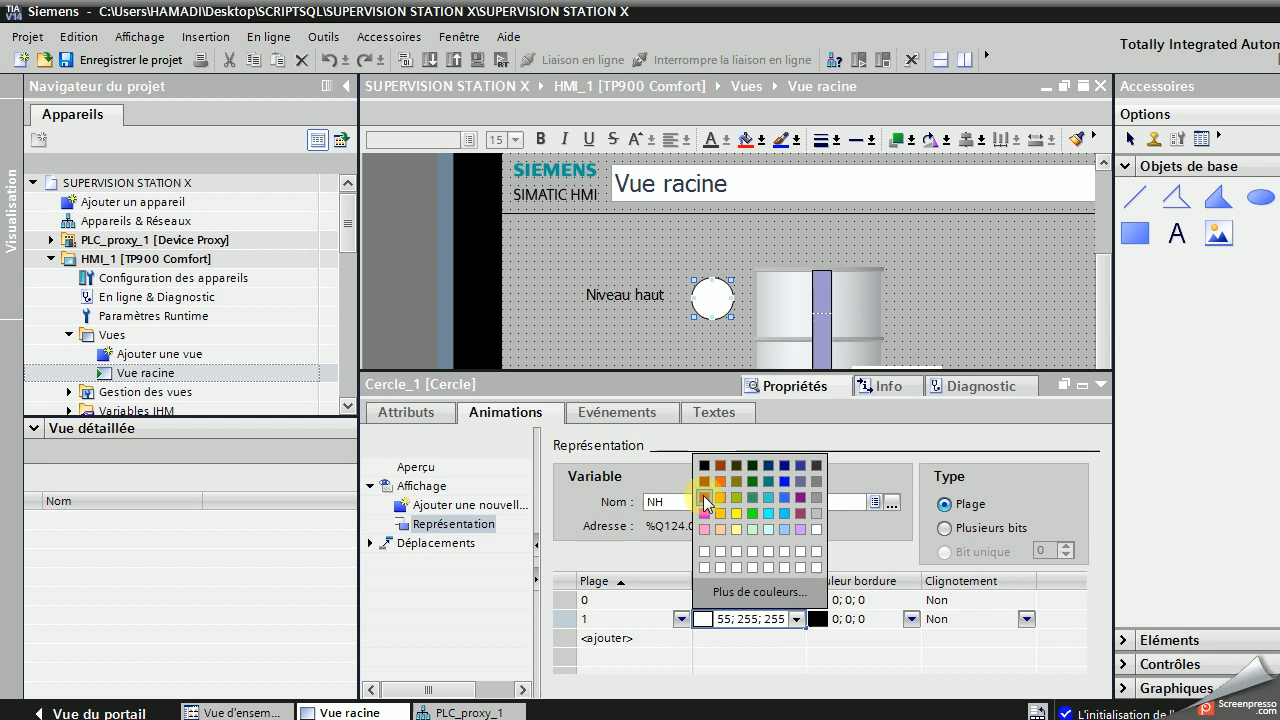 TIA
V14
Siemens - C:\Users\HAMADI\Desktop\SCRIPTSQL\SUPERVISION STATION X\SUPERVISION STATION X
Projet Edition Affichage Insertion En ligne Outils Accessoires Fenêtre Aide
Totally Integrated Autom
Enregistrer le projet
Liaison en ligne
Interrompre la liaison en ligne
Navigateur du projet
SUPERVISION STATION X
HMI_1 [TP900 Comfort]
Vues
Vue racine
Accessoires
Appareils
Options
15
B I U S A
Visualisation
SUPERVISION STATION X
Ajouter un appareil
Appareils & Réseaux
PLC_proxy_1 [Device Proxy]
HMI_1 [TP900 Comfort]
Configuration des appareils
En ligne & Diagnostic
Paramètres Runtime
Vues
Ajouter une vue
Vue racine
Gestion des vues
Variables IHM
SIEMENS
SIMATIC HMI
Vue racine
Niveau haut
Objets de base
A
Vue détaillée
Nom
Cercle_1 [Cercle]
Propriétés
Info
Diagnostic
Attributs
Animations
Evénements
Textes
Aperçu
Affichage
Ajouter une nouvell
Représentation
Déplacements
Représentation
Variable
Nom : NH
Adresse : %Q124.0
Type
Plage
Plusieurs bits
Bit unique
0
Plus de couleurs...
Plage
uleur bordure
Clignotement
0
0; 0; 0
Non
1
55; 255; 255
0; 0; 0
Non
<ajouter>
Eléments
Contrôles
Graphiques
Vue du portail
Vue d'ensem...
Vue racine
PLC_proxy_1
L'initialisation de l'
Screenpresso
.com